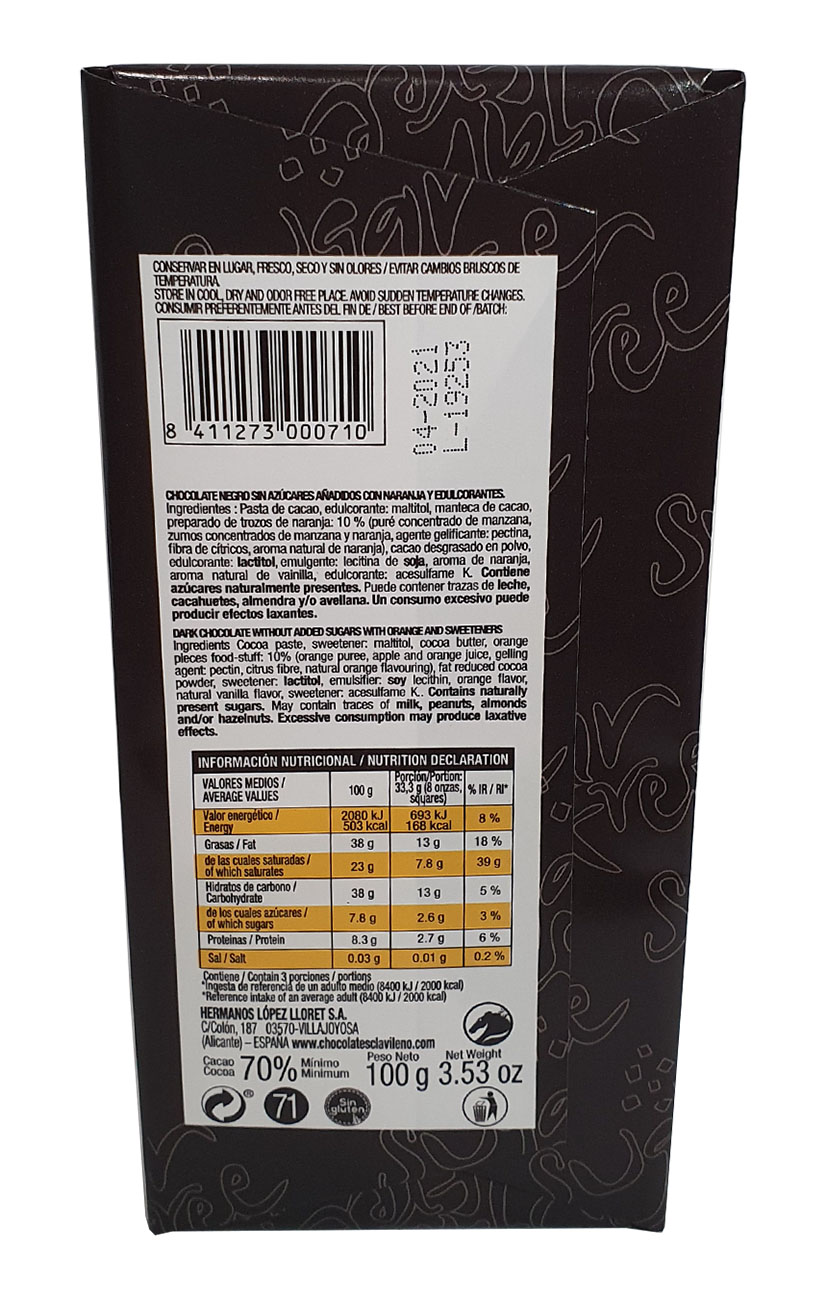 CONSERVAR EN LUGAR, FRESCO, SECO Y SIN OLORES / EVITAR CAMBIOS BRUSCOS DE
TEMPERATURA
STORE IN COOL, DRY AND ODOR FREE PLACE. AVOID SUDDEN TEMPERATURE CHANGES.
CONSUMIR PREFERENTEMENTE ANTES DEL FIN DE / BEST BEFORE END OF /BATCH:
04-2021
L-19253
8 411273 000710
CHOCOLATE NEGRO SIN AZÚCARES AÑADIDOS CON NARANJA Y EDULCORANTES.
Ingredientes : Pasta de cacao, edulcorante: maltitol, manteca de cacao,
preparado de trozos de naranja: 10 % (puré concentrado de manzana,
zumos concentrados de manzana y naranja, agente gelificante: pectina,
fibra de cítricos, aroma natural de naranja), cacao desgrasado en polvo,
edulcorante: lactitol, emulgente: lecitina de soja, aroma de naranja,
aroma natural de vainilla, edulcorante: acesulfame K. Contiene
azúcares naturalmente presentes. Puede contener trazas de leche,
cacahuetes, almendra y/o avellana. Un consumo excesivo puede
producir efectos laxantes.
DARK CHOCOLATE WITHOUT ADDED SUGARS WITH ORANGE AND SWEETENERS
Ingredients Cocoa paste, sweetener: maltitol, cocoa butter, orange
pieces food-stuff: 10% (orange puree, apple and orange juice, gelling
agent: pectin, citrus fibre, natural orange flavouring), fat reduced cocoa
powder, sweetener: lactitol, emulsifier: soy lecithin, orange flavor,
natural vanilla flavor, sweetener: acesulfame K.. Contains naturally
present sugars. May contain traces of milk, peanuts, almonds
and/or hazelnuts. Excessive consumption may produce laxative
effects.
INFORMACIÓN NUTRICIONAL / NUTRITION DECLARATION
VALORES MEDIOS / AVERAGE VALUES 100 g Porción/Portion: 33,3 g (8 onzas, squares) % IR / RI*
Valor energético / Energy 2080 kJ 503 kcal 693 kJ 168 kcal 8 %
Grasas / Fat 38 g 13 g 18 %
de las cuales saturadas / of which saturates 23 g 7.8 g 39 g
Hidratos de carbono / Carbohydrate 38 g 13 g 5 %
de los cuales azúcares / of which sugars 7.8 g 2.6 g 3 %
Proteinas / Protein 8.3 g 2.7 g 6 %
Sal / Salt 0.03 g 0.01 g 0.2 %
Contiene / Contain 3 porciones / portions
*Ingesta de referencia de un adulto medio (8400 kJ / 2000 kcal)
*Reference intake of an average adult (8400 kJ / 2000 kcal)
HERMANOS LÓPEZ LLORET S.A.
C/Colón, 187 03570-VILLAJOYOSA
(Alicante) – ESPAÑA www.chocolatesclavileno.com
Cacao Cocoa 70% Mínimo Minimum Peso Neto Net Weight 100 g 3.53 oz
® 71 Sin gluten